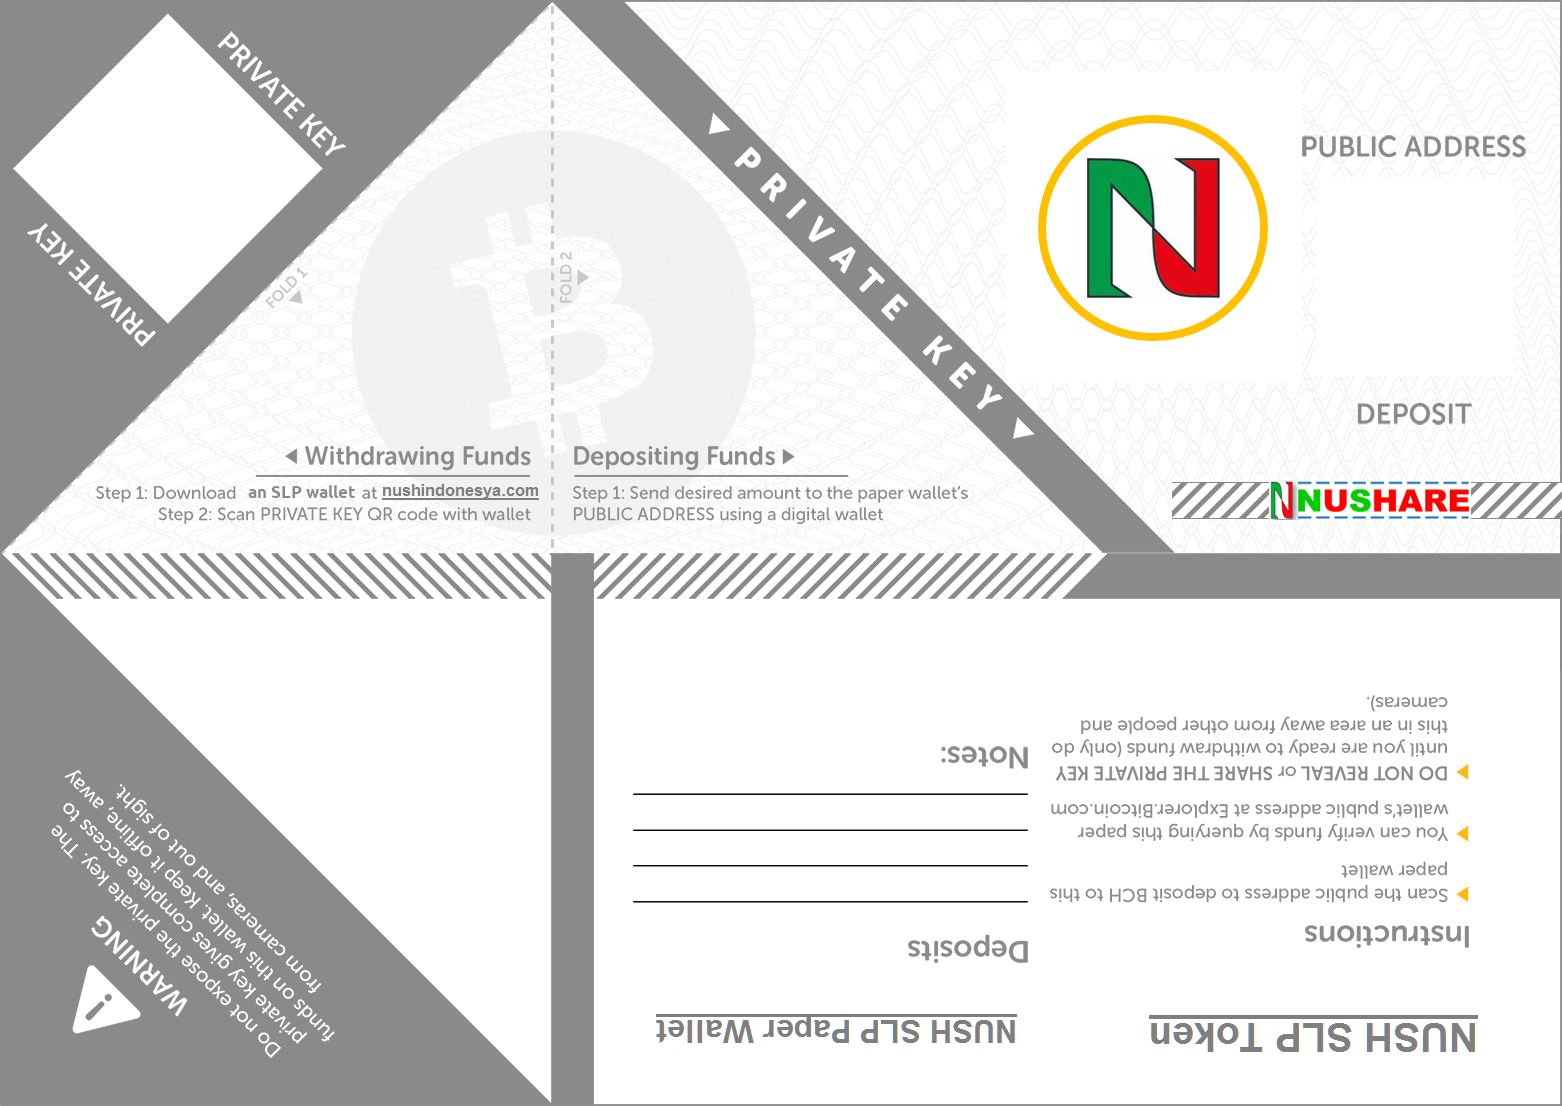 PRIVATE KEY
PRIVATE KEY
FOLD 1
FOLD 2
PRIVATE KEY
PUBLIC ADDRESS
DEPOSIT
NUSHARE
Withdrawing Funds
Step 1: Download an SLP wallet at nushindonesya.com
Step 2: Scan PRIVATE KEY QR code with wallet
Depositing Funds
Step 1: Send desired amount to the paper wallet's
PUBLIC ADDRESS using a digital wallet
WARNING
Do not expose the private key. The
private key gives complete access to
funds on this wallet. Keep it offline, away
from cameras, and out of sight.
NUSH SLP Token
Instructions
Scan the public address to deposit BCH to this
paper wallet
You can verify funds by querying this paper
wallet's public address at Explorer.Bitcoin.com
DO NOT REVEAL or SHARE THE PRIVATE KEY
until you are ready to withdraw funds (only do
this in an area away from other people and
cameras).
NUSH SLP Paper Wallet
Deposits
Notes: